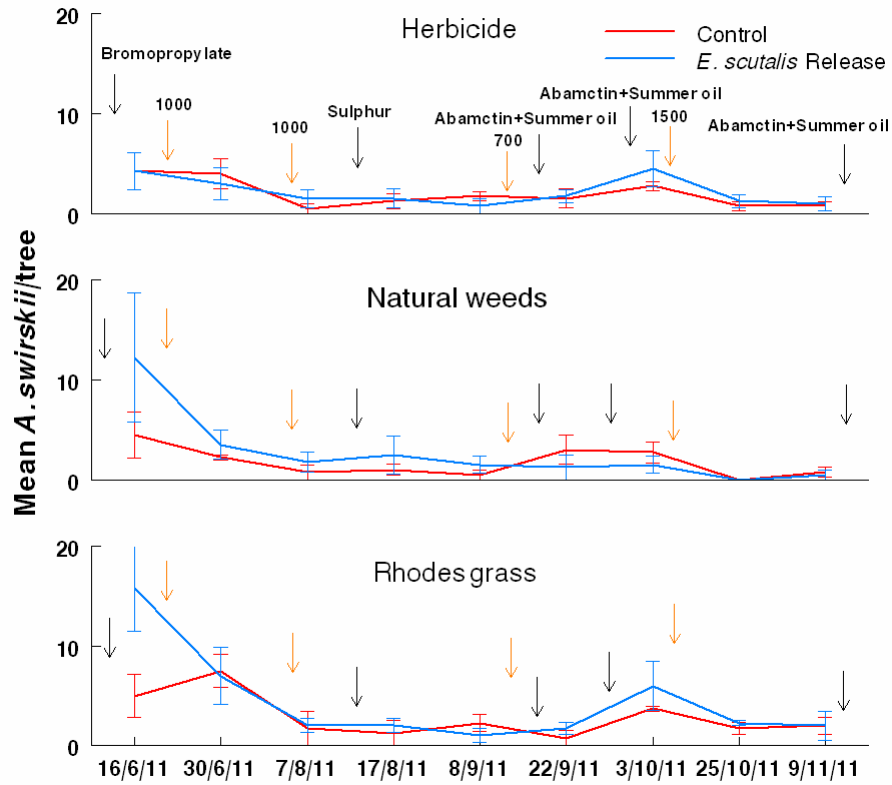 20
Herbicide
Control
E. scutalis Release
Bromopropylate
10
1000
1000
Sulphur
Abamctin+Summer oil
700
Abamctin+Summer oil
1500
Abamctin+Summer oil
0
20
Natural weeds
10
0
Mean A. swirskii/tree
20
Rhodes grass
10
0
16/6/11 30/6/11 7/8/11 17/8/11 8/9/11 22/9/11 3/10/11 25/10/11 9/11/11